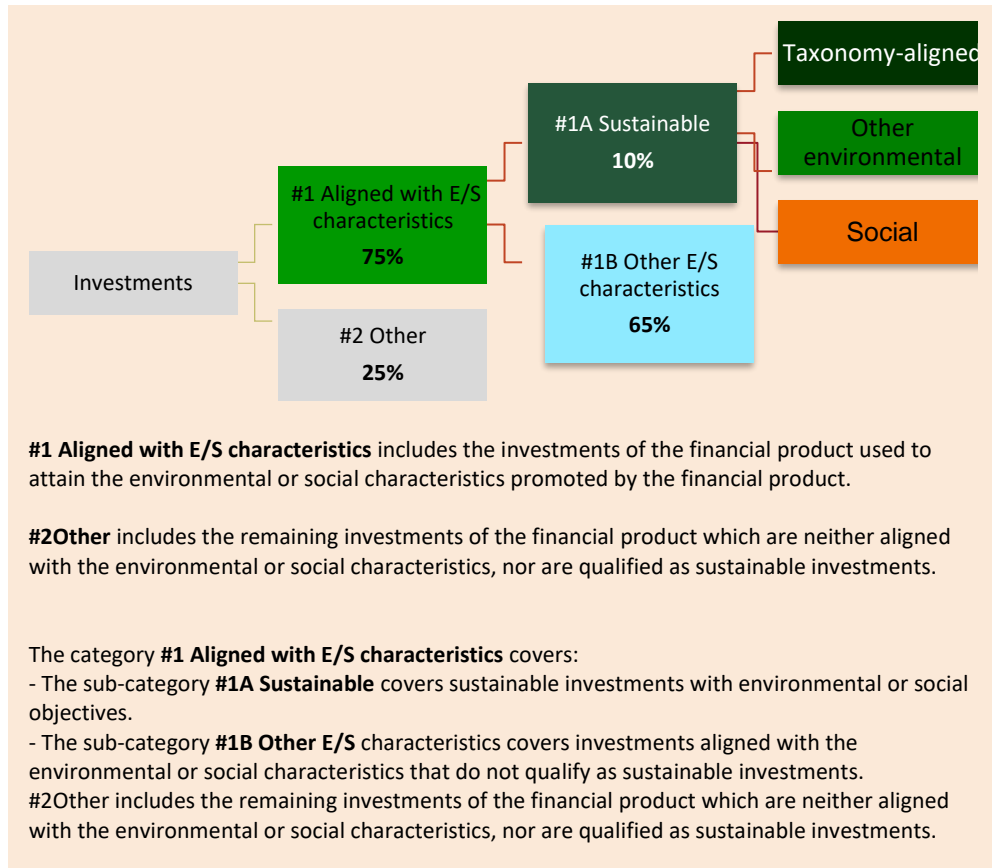 Taxonomy-aligned
#1A Sustainable
10%
Other
environmental
#1 Aligned with E/S
characteristics
75%
Social
#1B Other E/S
characteristics
65%
Investments
#2 Other
25%
#1 Aligned with E/S characteristics includes the investments of the financial product used to
attain the environmental or social characteristics promoted by the financial product.
#2Other includes the remaining investments of the financial product which are neither aligned
with the environmental or social characteristics, nor are qualified as sustainable investments.
The category #1 Aligned with E/S characteristics covers:
- The sub-category #1A Sustainable covers sustainable investments with environmental or social
objectives.
- The sub-category #1B Other E/S characteristics covers investments aligned with the
environmental or social characteristics that do not qualify as sustainable investments.
#2Other includes the remaining investments of the financial product which are neither aligned
with the environmental or social characteristics, nor are qualified as sustainable investments.